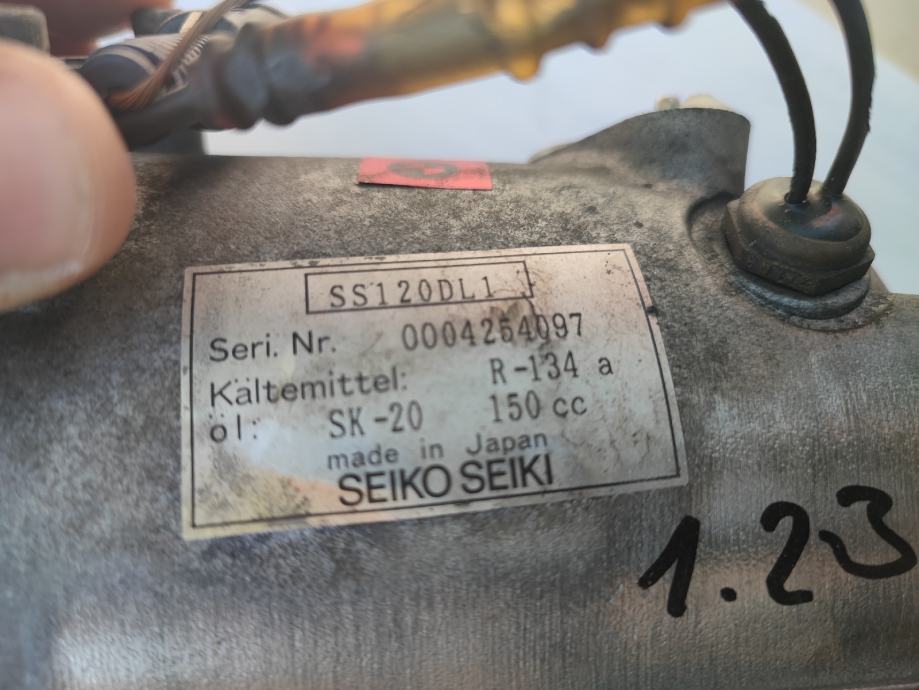 SS120DL1
Seri. Nr. 0004254097
Kältemittel: R-134 a
öl: SK-20 150 cc
made in Japan
SEIKO SEIKI
1.23